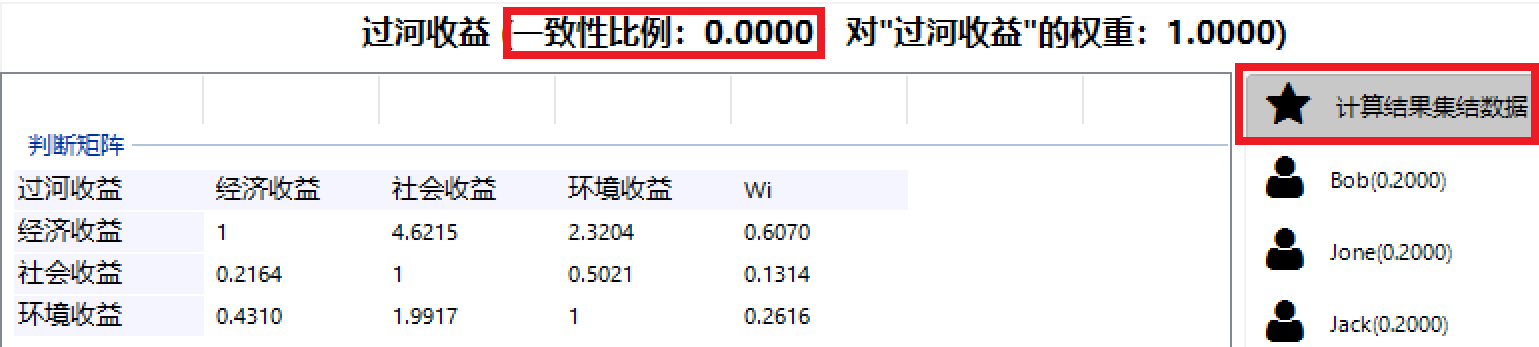 过河收益 (一致性比例：0.0000 对"过河收益"的权重：1.0000)
判断矩阵
过河收益 经济收益 社会收益 环境收益 Wi
经济收益 1 4.6215 2.3204 0.6070
社会收益 0.2164 1 0.5021 0.1314
环境收益 0.4310 1.9917 1 0.2616
计算结果集结数据
Bob(0.2000)
Jone(0.2000)
Jack(0.2000)